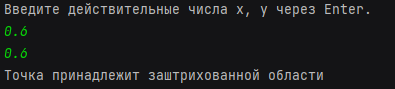 Введите действительные числа x, y через Enter.
0.6
0.6
Точка принадлежит заштрихованной области